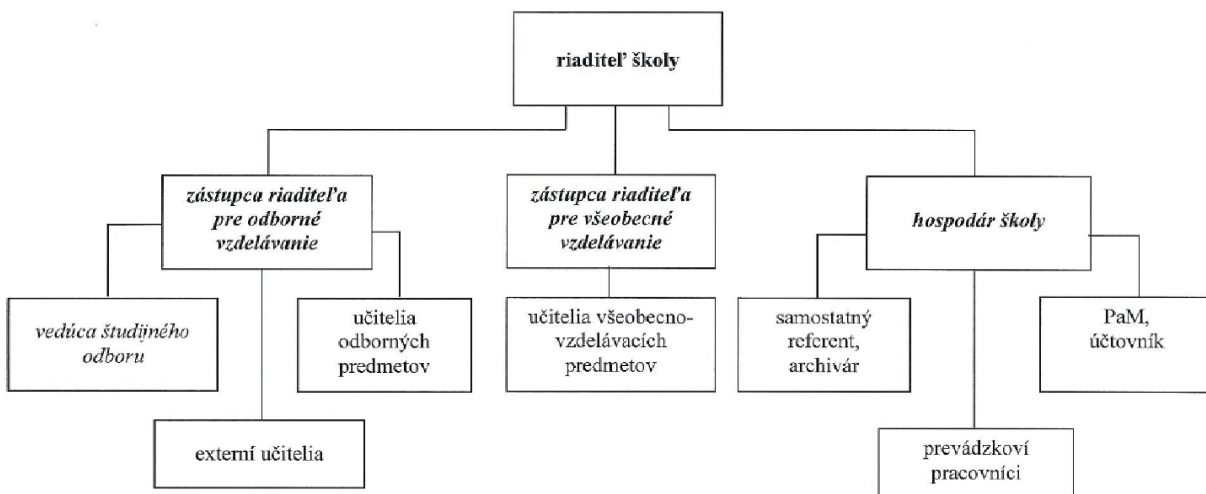 riaditeľ školy
zástupca riaditeľa
pre odborné
vzdelávanie
zástupca riaditeľa
pre všeobecné
vzdelávanie
hospodár školy
vedúca študijného
odboru
učitelia
odborných
predmetov
učitelia všeobecno-
vzdelávacích
predmetov
samostatný
referent,
archivár
PaM,
účtovník
externí učitelia
prevádzkoví
pracovníci